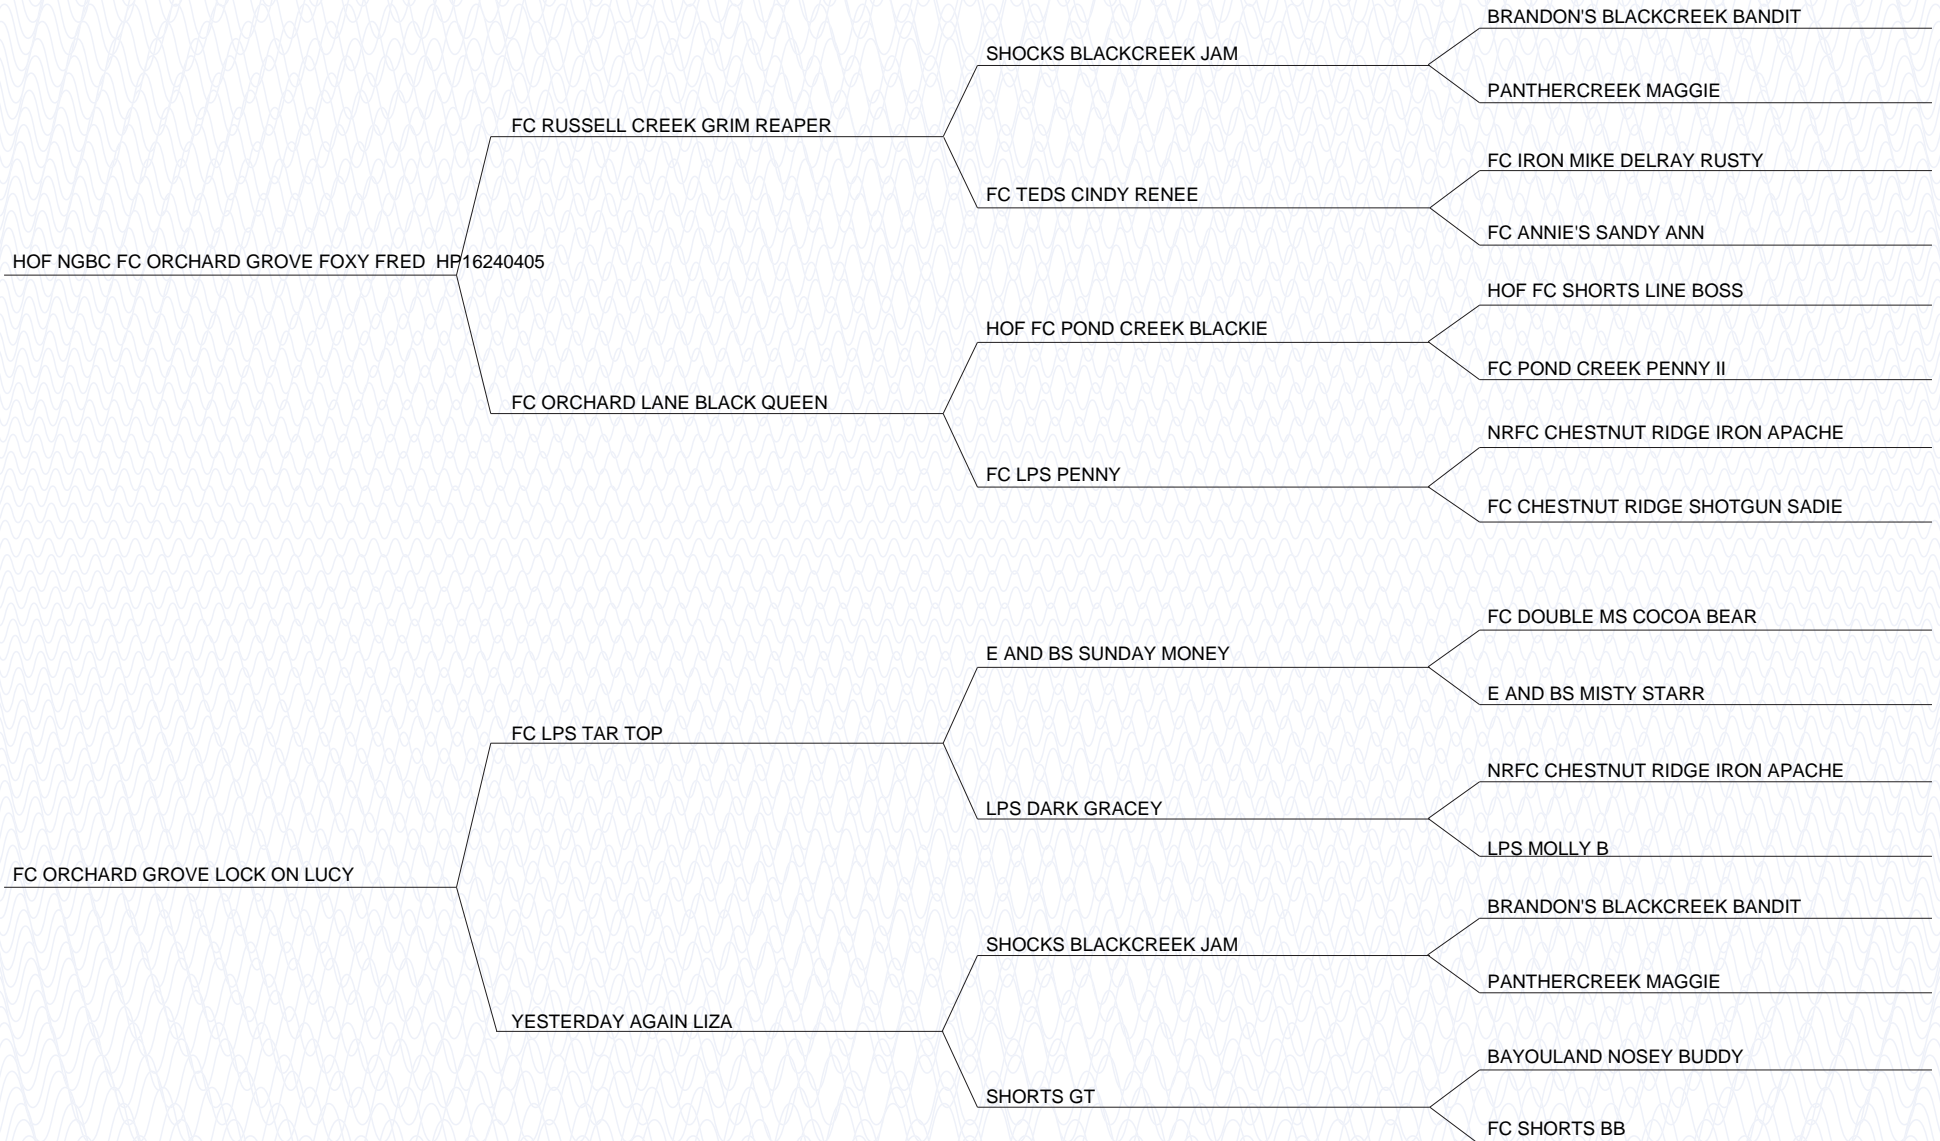 BRANDON'S BLACKCREEK BANDIT
SHOCKS BLACKCREEK JAM
PANTHERCREEK MAGGIE
FC RUSSELL CREEK GRIM REAPER
FC IRON MIKE DELRAY RUSTY
FC TEDS CINDY RENEE
FC ANNIE'S SANDY ANN
HOF NGBC FC ORCHARD GROVE FOXY FRED HP16240405
HOF FC SHORTS LINE BOSS
HOF FC POND CREEK BLACKIE
FC POND CREEK PENNY II
FC ORCHARD LANE BLACK QUEEN
NRFC CHESTNUT RIDGE IRON APACHE
FC LPS PENNY
FC CHESTNUT RIDGE SHOTGUN SADIE
FC DOUBLE MS COCOA BEAR
E AND BS SUNDAY MONEY
E AND BS MISTY STARR
FC LPS TAR TOP
NRFC CHESTNUT RIDGE IRON APACHE
LPS DARK GRACEY
LPS MOLLY B
FC ORCHARD GROVE LOCK ON LUCY
BRANDON'S BLACKCREEK BANDIT
SHOCKS BLACKCREEK JAM
PANTHERCREEK MAGGIE
YESTERDAY AGAIN LIZA
BAYOULAND NOSEY BUDDY
SHORTS GT
FC SHORTS BB